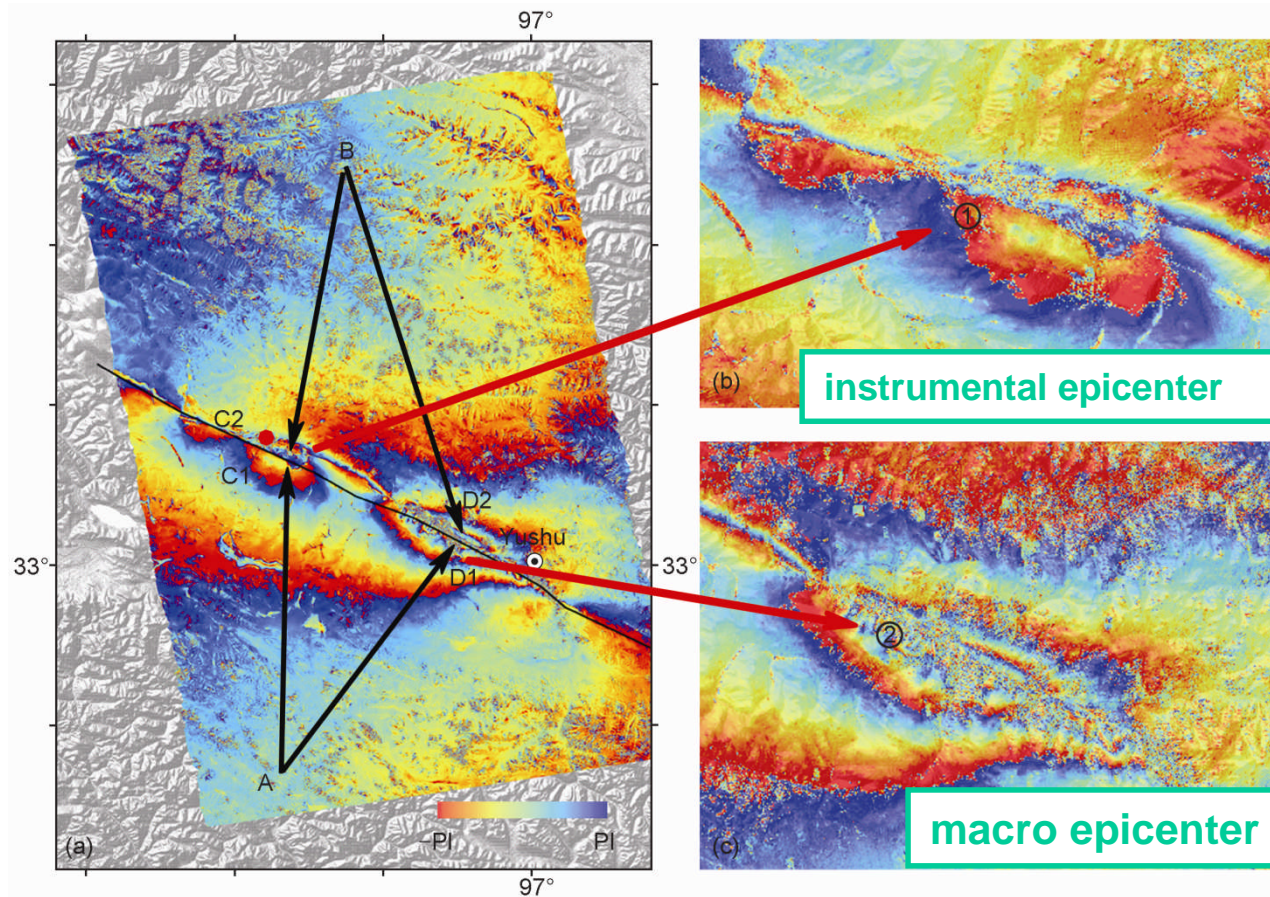 97°
B
C2
C1
D2
Yushu
33°
D1
33°
A
−PI
PI
(a)
97°
①
(b)
instrumental epicenter
②
(c)
macro epicenter